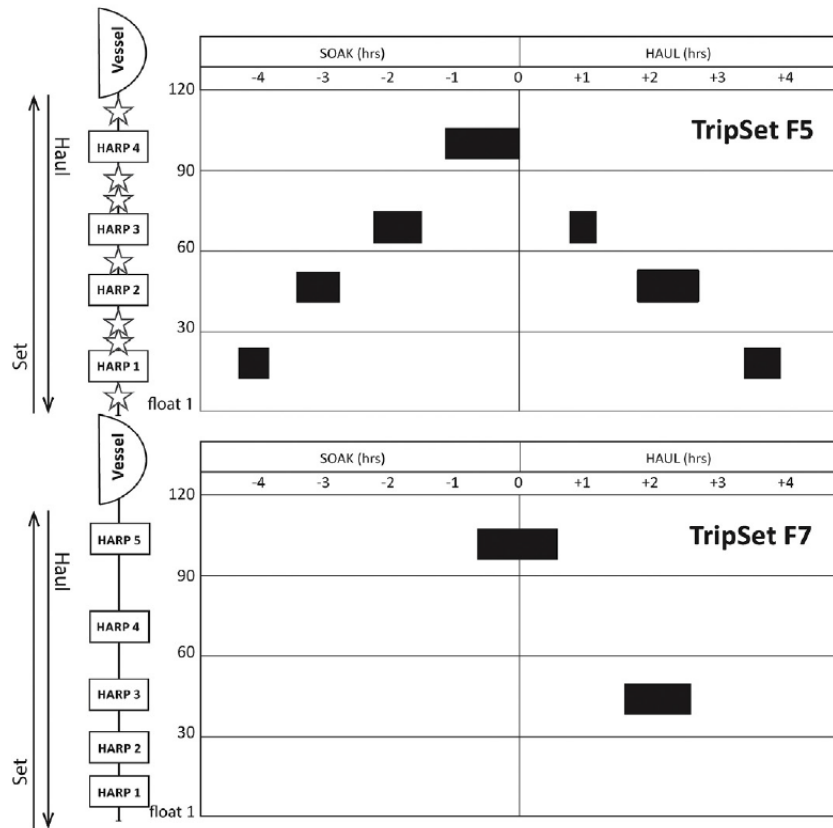 Vessel
SOAK (hrs) HAUL (hrs)
-4 -3 -2 -1 0 +1 +2 +3 +4
120
TripSet F5
Haul
HARP 4
90
HARP 3
60
HARP 2
30
Set
HARP 1
float 1
Vessel
SOAK (hrs) HAUL (hrs)
-4 -3 -2 -1 0 +1 +2 +3 +4
120
TripSet F7
HARP 5
Haul
90
HARP 4
60
HARP 3
30
HARP 2
Set
HARP 1
float 1